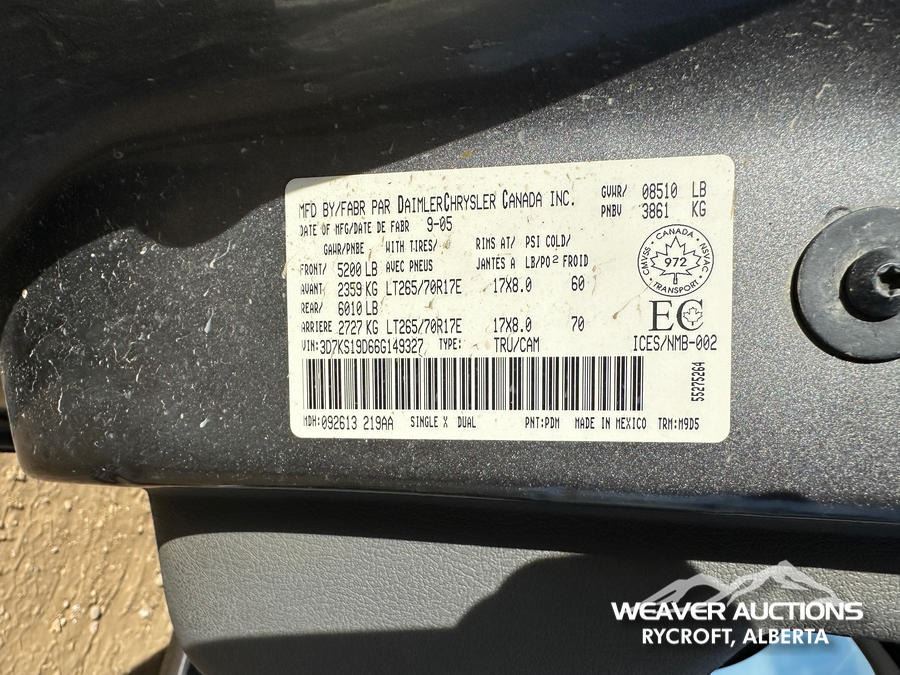 MFD BY/FABR PAR DAIMLERCHRYSLER CANADA INC. GVWR/ 08510 LB
DATE OF MFG/DATE DE FABR 9-05 PNBV 3861 KG
GAWR/PNBE WITH TIRES/ RIMS AT/ PSI COLD/
FRONT/ 5200 LB AVEC PNEUS JANTES A LB/PO² FROID
AVANT 2359 KG LT265/70R17E 17X8.0 60
REAR/ 6010 LB
ARRIERE 2727 KG LT265/70R17E 17X8.0 70
VIN: 3D7KS19D66G149327 TYPE: TRU/CAM
CANADA
CMVSS 972 NSVAC
TRANSPORT
EC
ICES/NMB-002
55275264
MDH: 092613 219AA SINGLE X DUAL PNT: PDM MADE IN MEXICO TRM: M9D5
WEAVER AUCTIONS
RYCROFT, ALBERTA